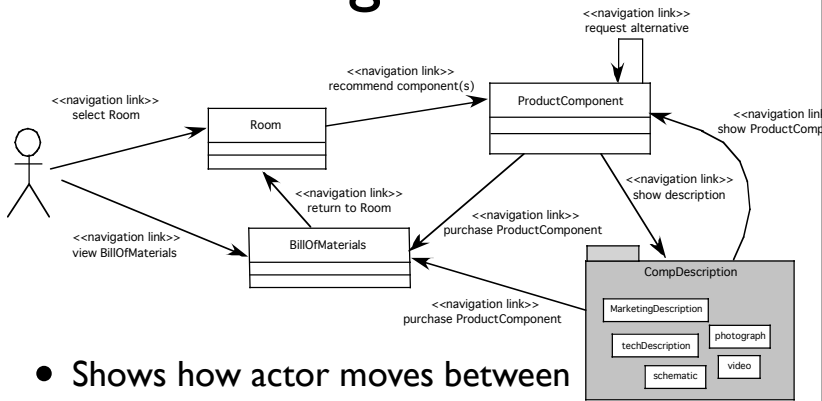 <<navigation link>>
request alternative
<<navigation link>>
recommend component(s)
<<navigation link>>
select Room
ProductComponent
Room
show ProductComp
<<navigation link>>
show description
<<navigation link>>
return to Room
<<navigation link>>
purchase ProductComponent
<<navigation link>>
view BillOfMaterials
BillOfMaterials
CompDescription
<<navigation link>>
purchase ProductComponent
MarketingDescription
photograph
techDescription
video
schematic
• Shows how actor moves between